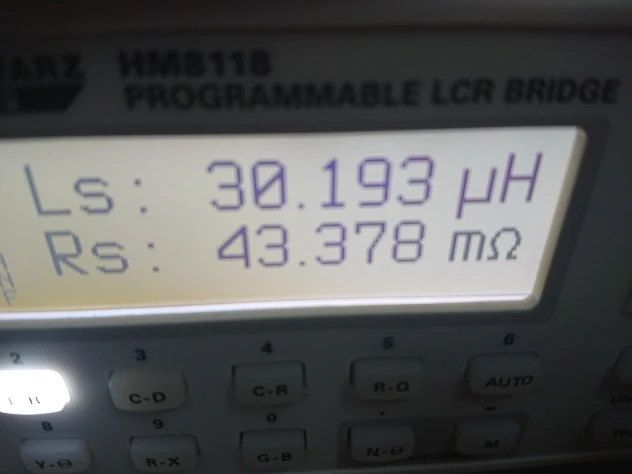 HM8118
PROGRAMMABLE LCR BRIDGE
Ls: 30.193 µH
Rs: 43.378 mΩ
2 3 4 5 6
C-D C-R R-Q AUTO
8 9 0 . -
Y-Θ R-X G-B N-Θ M